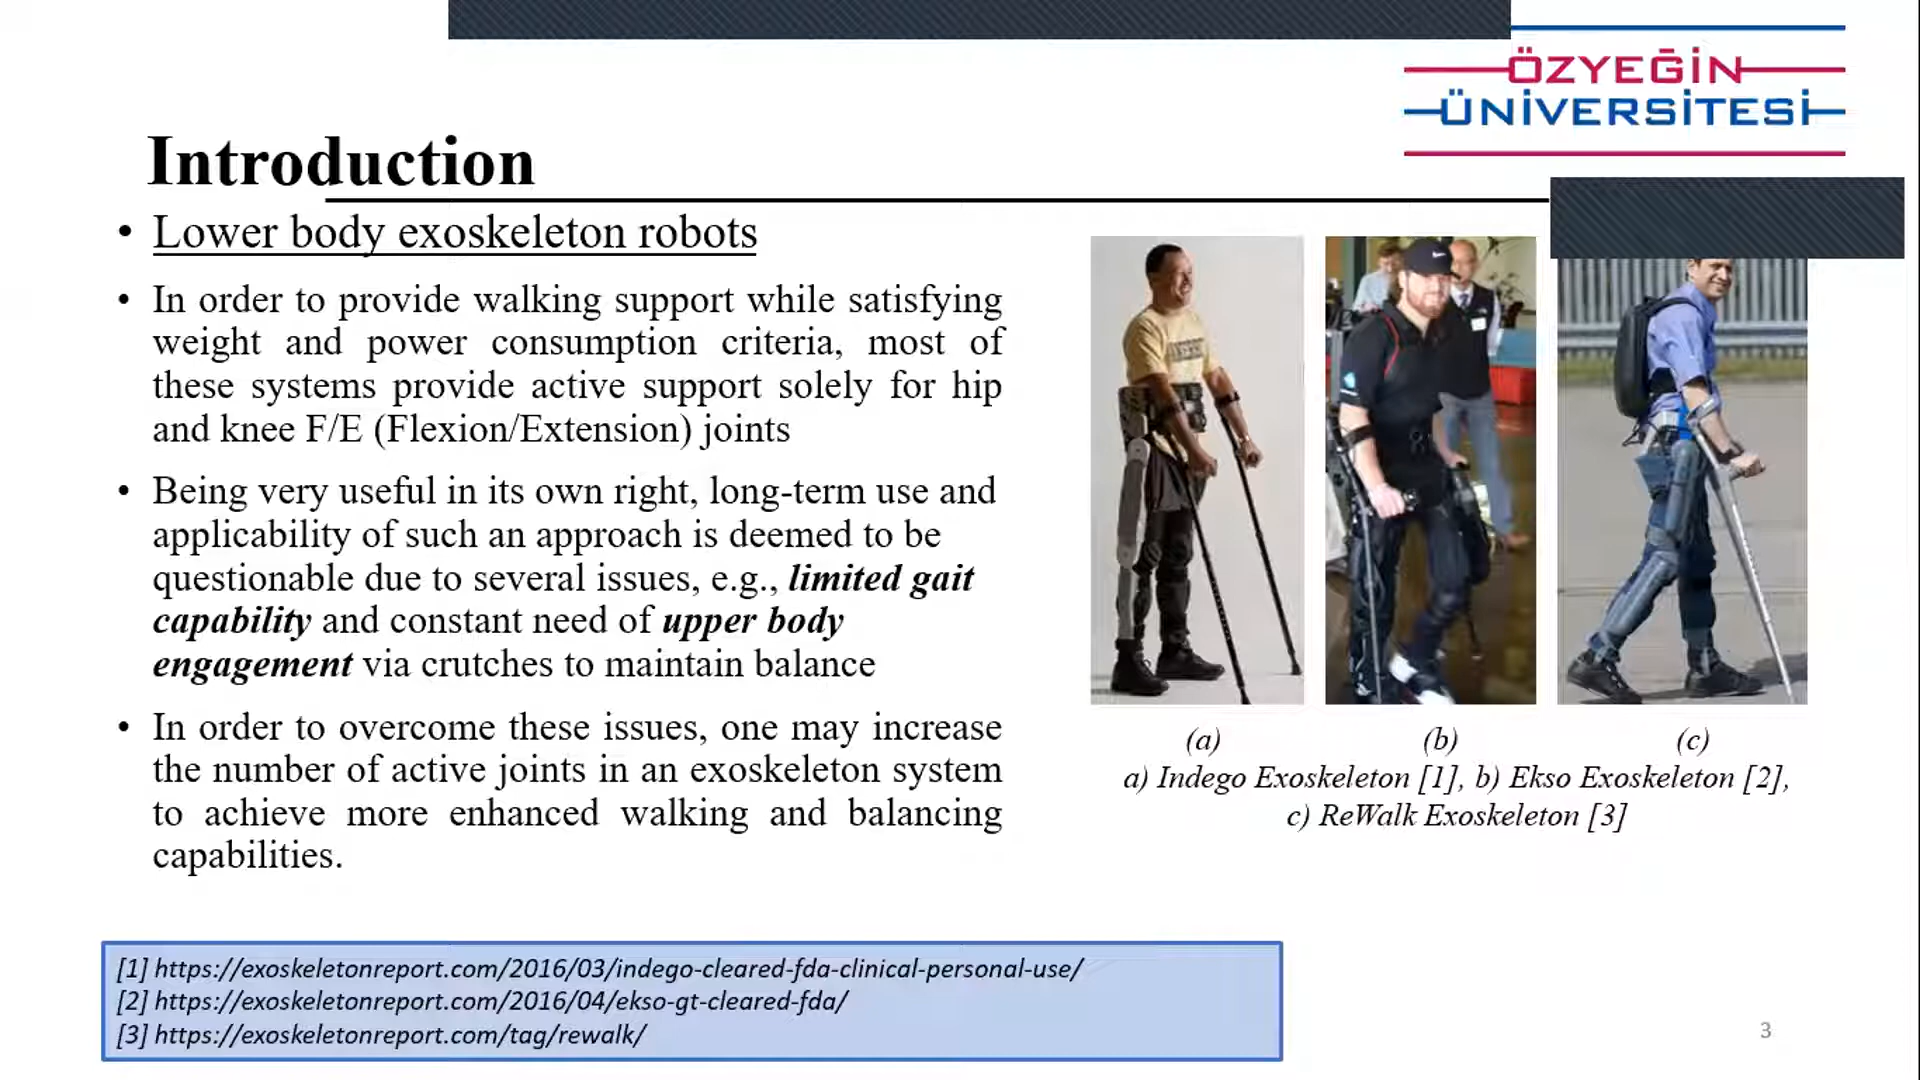 ÖZYEĞİN
ÜNİVERSİTESİ
Introduction
• Lower body exoskeleton robots
• In order to provide walking support while satisfying
weight and power consumption criteria, most of
these systems provide active support solely for hip
and knee F/E (Flexion/Extension) joints
• Being very useful in its own right, long-term use and
applicability of such an approach is deemed to be
questionable due to several issues, e.g., limited gait
capability and constant need of upper body
engagement via crutches to maintain balance
• In order to overcome these issues, one may increase
the number of active joints in an exoskeleton system
to achieve more enhanced walking and balancing
capabilities.
(a) (b) (c)
a) Indego Exoskeleton [1], b) Ekso Exoskeleton [2],
c) ReWalk Exoskeleton [3]
[1] https://exoskeletonreport.com/2016/03/indego-cleared-fda-clinical-personal-use/
[2] https://exoskeletonreport.com/2016/04/ekso-gt-cleared-fda/
[3] https://exoskeletonreport.com/tag/rewalk/
3